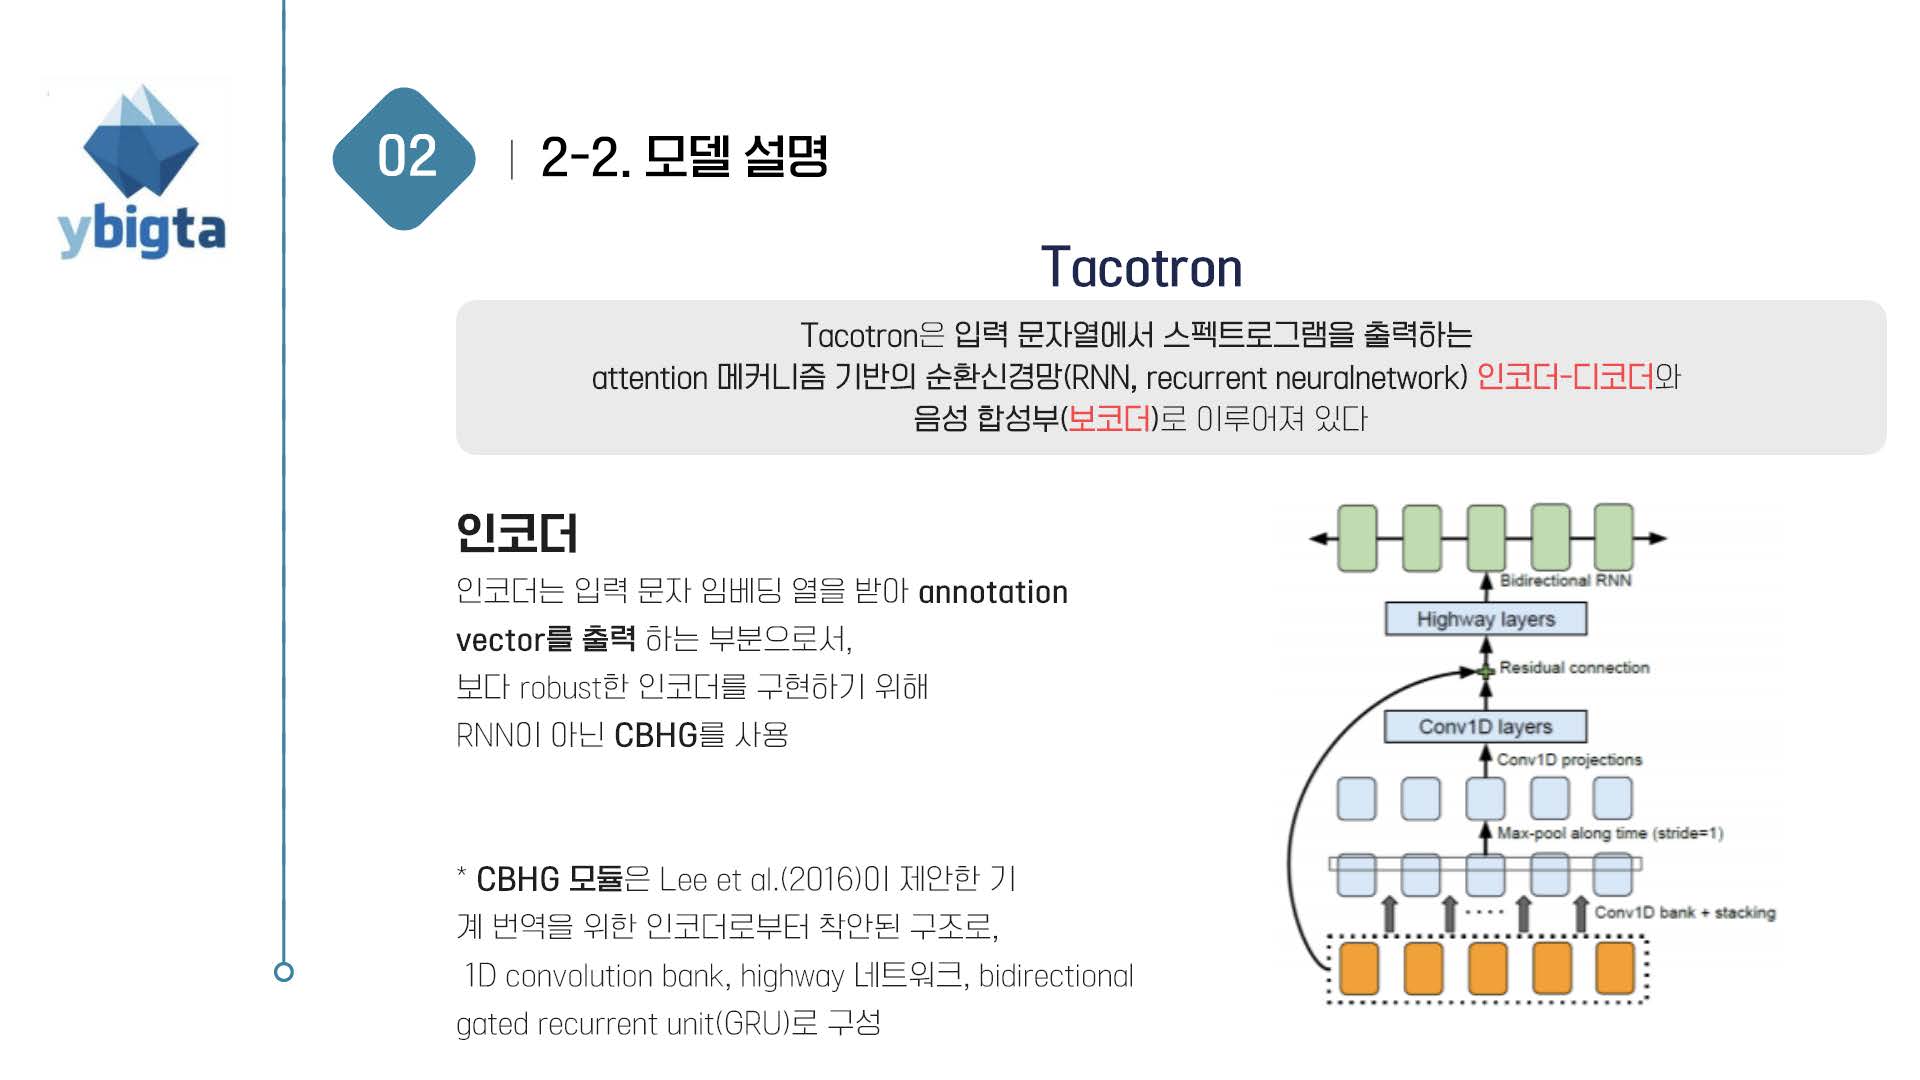 ybigta
02
2-2. 모델 설명
Tacotron
Tacotron은 입력 문자열에서 스펙트로그램을 출력하는
attention 메커니즘 기반의 순환신경망(RNN, recurrent neuralnetwork) 인코더-디코더와
음성 합성부(보코더)로 이루어져 있다
인코더
인코더는 입력 문자 임베딩 열을 받아 annotation
vector를 출력 하는 부분으로서,
보다 robust한 인코더를 구현하기 위해
RNN이 아닌 CBHG를 사용
* CBHG 모듈은 Lee et al.(2016)이 제안한 기
계 번역을 위한 인코더로부터 착안된 구조로,
1D convolution bank, highway 네트워크, bidirectional
gated recurrent unit(GRU)로 구성
Bidirectional RNN
Highway layers
Residual connection
Conv1D layers
Conv1D projections
Max-pool along time (stride=1)
Conv1D bank + stacking